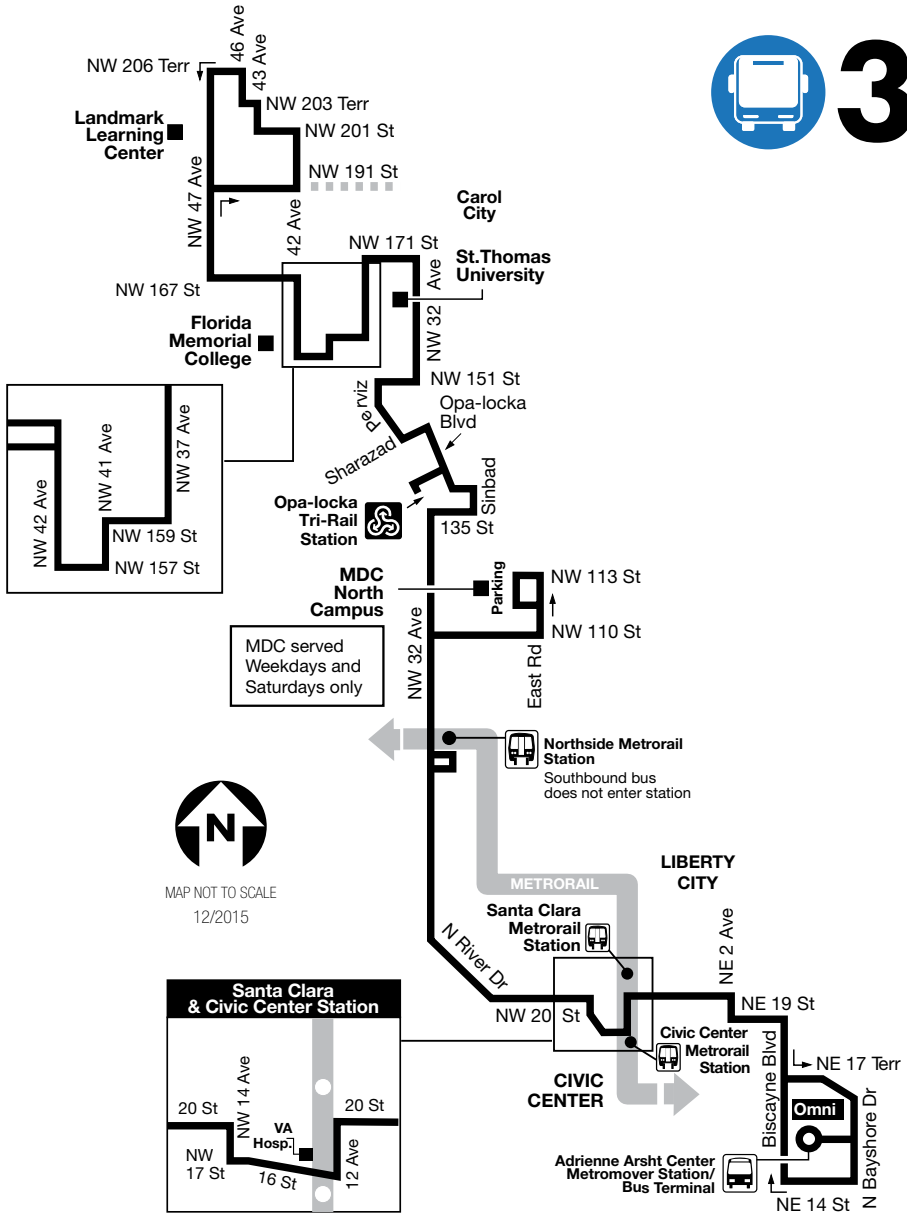 3
46 Ave
43 Ave
NW 206 Terr
NW 203 Terr
Landmark
Learning
Center
NW 201 St
NW 191 St
NW 47 Ave
42 Ave
Carol
City
NW 171 St
St.Thomas
University
NW 167 St
NW 32 Ave
Florida
Memorial
College
NW 151 St
Perviz
Opa-locka
Blvd
Sharazad
NW 42 Ave
NW 41 Ave
NW 37 Ave
NW 159 St
NW 157 St
Sinbad
Opa-locka
Tri-Rail
Station
135 St
MDC
North
Campus
Parking
NW 113 St
NW 110 St
East Rd
NW 32 Ave
MDC served
Weekdays and
Saturdays only
Northside Metrorail
Station
Southbound bus
does not enter station
N
MAP NOT TO SCALE
12/2015
METRORAIL
LIBERTY
CITY
Santa Clara
Metrorail
Station
N River Dr
NE 2 Ave
NW 20 St
NE 19 St
Civic Center
Metrorail
Station
CIVIC
CENTER
Biscayne Blvd
NE 17 Terr
Omni
N Bayshore Dr
Adrienne Arsht Center
Metromover Station/
Bus Terminal
NE 14 St
Santa Clara
& Civic Center Station
20 St
NW 14 Ave
20 St
VA
Hosp.
NW
17 St
16 St
12 Ave